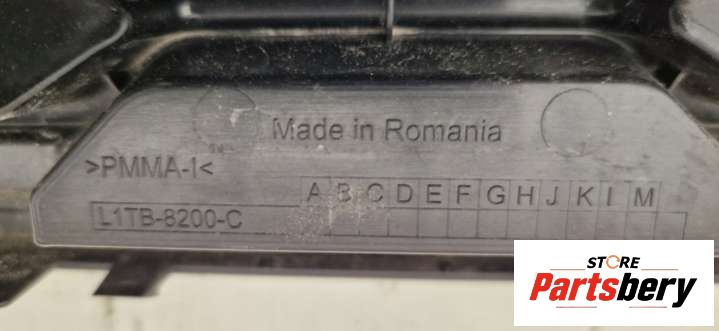 Made in Romania
>PMMA-I<
A B C D E F G H J K I M
L1TB-8200-C
STORE
Partsbery